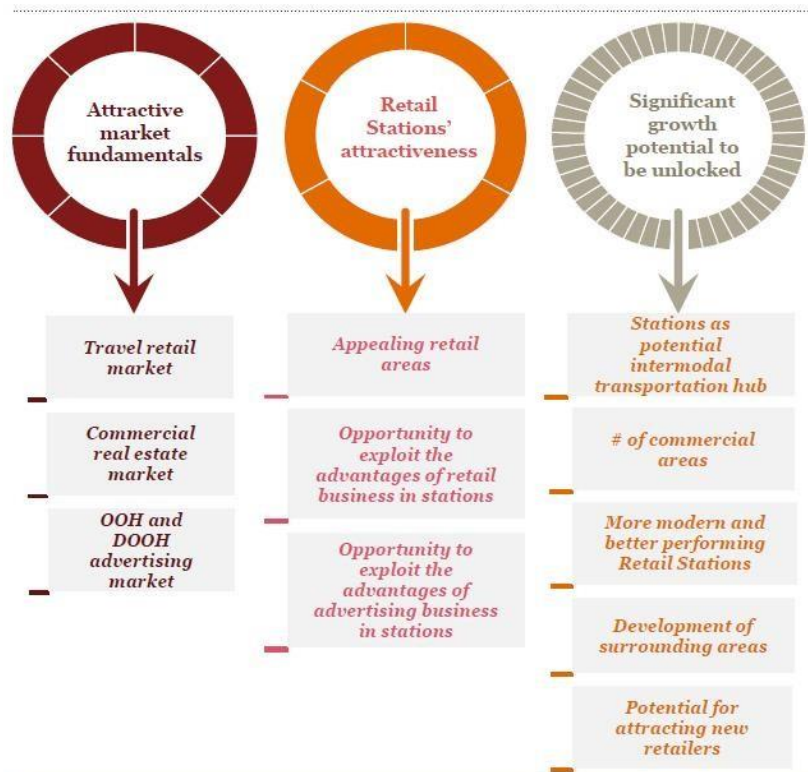 Attractive
market
fundamentals
Travel retail
market
Commercial
real estate
market
OOH and
DOOH
advertising
market
Retail
Stations'
attractiveness
Appealing retail
areas
Opportunity to
exploit the
advantages of retail
business in stations
Opportunity to
exploit the
advantages of
advertising business
in stations
Significant
growth
potential to
be unlocked
Stations as
potential
intermodal
transportation hub
# of commercial
areas
More modern and
better performing
Retail Stations
Development of
surrounding areas
Potential for
attracting new
retailers